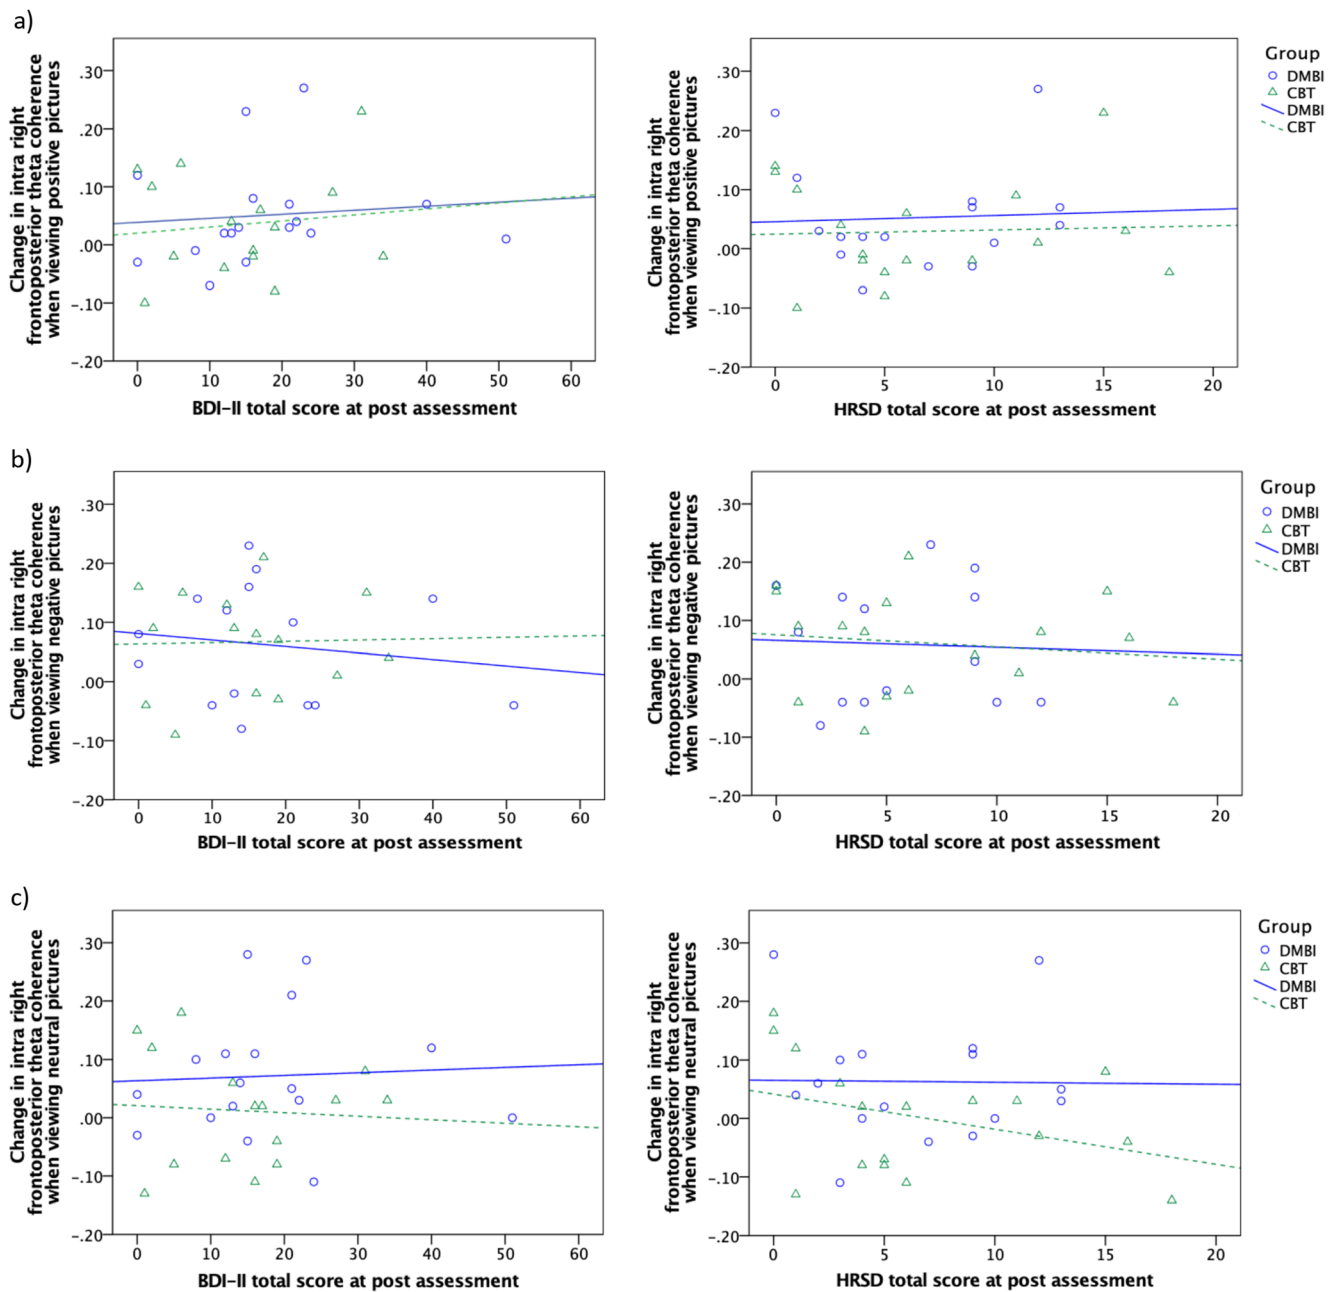 a)
Change in intra right
frontoposterior theta coherence
when viewing positive pictures
.30
.20
.10
.00
-.10
-.20
0 10 20 30 40 50 60
BDI-II total score at post assessment
Change in intra right
frontoposterior theta coherence
when viewing positive pictures
.30
.20
.10
.00
-.10
-.20
0 5 10 15 20
HRSD total score at post assessment
Group
DMBI
CBT
DMBI
CBT
b)
Change in intra right
frontoposterior theta coherence
when viewing negative pictures
.30
.20
.10
.00
-.10
-.20
0 10 20 30 40 50 60
BDI-II total score at post assessment
Change in intra right
frontoposterior theta coherence
when viewing negative pictures
.30
.20
.10
.00
-.10
-.20
0 5 10 15 20
HRSD total score at post assessment
Group
DMBI
CBT
DMBI
CBT
c)
Change in intra right
frontoposterior theta coherence
when viewing neutral pictures
.30
.20
.10
.00
-.10
-.20
0 10 20 30 40 50 60
BDI-II total score at post assessment
Change in intra right
frontoposterior theta coherence
when viewing neutral pictures
.30
.20
.10
.00
-.10
-.20
0 5 10 15 20
HRSD total score at post assessment
Group
DMBI
CBT
DMBI
CBT